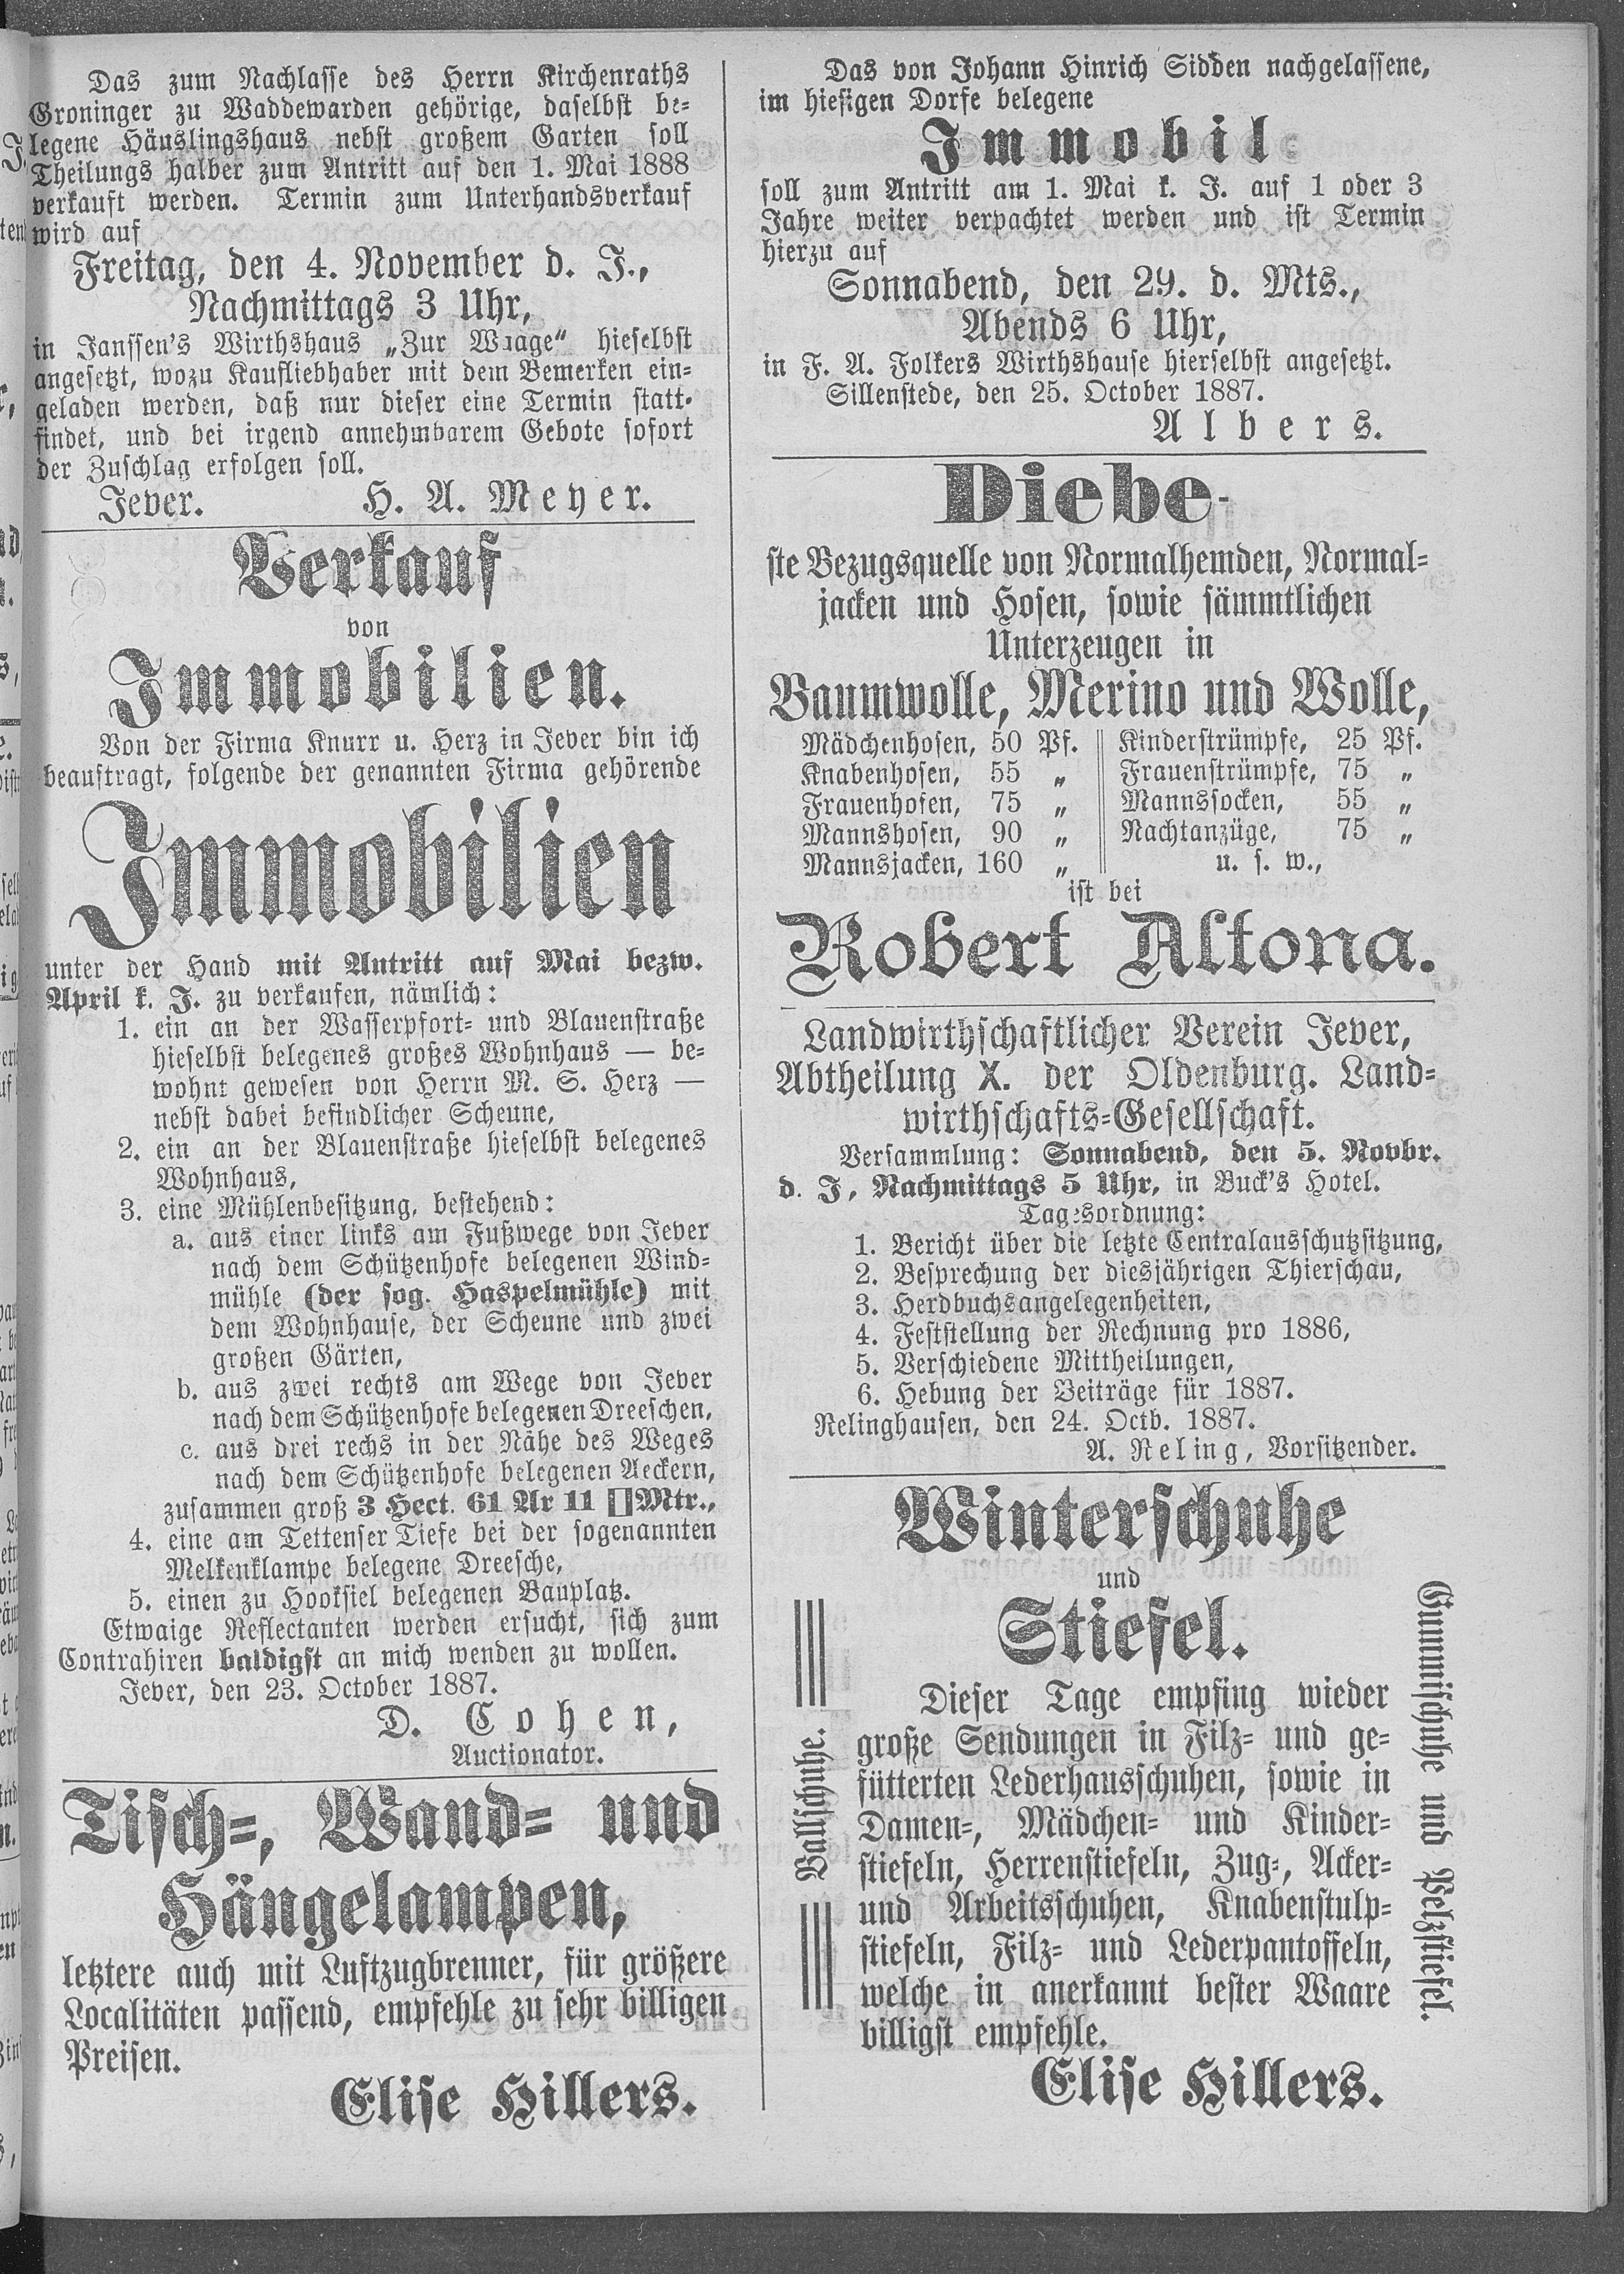 Das zum Nachlasse des Herrn Kirchenraths
Groninger zu Waddewarden gehörige, daselbst be-
legene Häuslingshaus nebst großem Garten soll
Theilungs halber zum Antritt auf den 1. Mai 1888
verkauft werden. Termin zum Unterhandsverkauf
wird auf
Freitag, den 4. November d. J.,
Nachmittags 3 Uhr,
in Janssen's Wirthshaus „Zur Waage“ hieselbst
angesetzt, wozu Kaufliebhaber mit dem Bemerken ein-
geladen werden, daß nur dieser eine Termin statt-
findet, und bei irgend annehmbarem Gebote sofort
der Zuschlag erfolgen soll.
Jever. H. A. Meyer.
Verkauf
von
Immobilien.
Von der Firma Knurr u. Herz in Jever bin ich
beauftragt, folgende der genannten Firma gehörende
Immobilien
unter der Hand mit Antritt auf Mai bezw.
April k. J. zu verkaufen, nämlich:
1. ein an der Wasserpfort- und Blauenstraße
hieselbst belegenes großes Wohnhaus — be-
wohnt gewesen von Herrn M. S. Herz —
nebst dabei befindlicher Scheune,
2. ein an der Blauenstraße hieselbst belegenes
Wohnhaus,
3. eine Mühlenbesitzung, bestehend:
a. aus einer links am Fußwege von Jever
nach dem Schützenhofe belegenen Wind-
mühle (der sog. Haspelmühle) mit
dem Wohnhause, der Scheune und zwei
großen Gärten,
b. aus zwei rechts am Wege von Jever
nach dem Schützenhofe belegenen Dreeschen,
c. aus drei rechs in der Nähe des Weges
nach dem Schützenhofe belegenen Aeckern,
zusammen groß 3 Hect. 61 Ar 11 □Mtr.,
4. eine am Tettenser Tiefe bei der sogenannten
Melkenklampe belegene Dreesche,
5. einen zu Hooksiel belegenen Bauplatz.
Etwaige Reflectanten werden ersucht, sich zum
Contrahiren baldigst an mich wenden zu wollen.
Jever, den 23. October 1887.
D. Cohen,
Auctionator.
Tisch-, Wand- und
Hängelampen,
letztere auch mit Luftzugbrenner, für größere
Localitäten passend, empfehle zu sehr billigen
Preisen.
Elise Hillers.
Das von Johann Hinrich Sidden nachgelassene,
im hiesigen Dorfe belegene
Immobil
soll zum Antritt am 1. Mai k. J. auf 1 oder 3
Jahre weiter verpachtet werden und ist Termin
hierzu auf
Sonnabend, den 29. d. Mts.,
Abends 6 Uhr,
in F. A. Folkers Wirthshause hierselbst angesetzt.
Sillenstede, den 25. October 1887.
Albers.
Diebe-
ste Bezugsquelle von Normalhemden, Normal-
jacken und Hosen, sowie sämmtlichen
Unterzeugen in
Baumwolle, Merino und Wolle,
Mädchenhosen, 50 Pf. Kinderstrümpfe, 25 Pf.
Knabenhosen, 55 „ Frauenstrümpfe, 75 „
Frauenhosen, 75 „ Mannssocken, 55 „
Mannshosen, 90 „ Nachtanzüge, 75 „
Mannsjacken, 160 „ u. s. w.,
ist bei
Robert Altona.
Landwirthschaftlicher Verein Jever,
Abtheilung X. der Oldenburg. Land-
wirthschafts-Gesellschaft.
Versammlung: Sonnabend, den 5. Novbr.
d. J, Nachmittags 5 Uhr, in Buck's Hotel.
Tagesordnung:
1. Bericht über die letzte Centralausschutzsitzung,
2. Besprechung der diesjährigen Thierschau,
3. Herdbuchsangelegenheiten,
4. Feststellung der Rechnung pro 1886,
5. Verschiedene Mittheilungen,
6. Hebung der Beiträge für 1887.
Relinghausen, den 24. Octb. 1887.
A. Reling, Vorsitzender.
Winterschuhe
und
Stiefel.
Ballschuhe.
Dieser Tage empfing wieder
große Sendungen in Filz- und ge-
fütterten Lederhausschuhen, sowie in
Damen-, Mädchen- und Kinder-
stiefeln, Herrenstiefeln, Zug-, Acker-
und Arbeitsschuhen, Knabenstulp-
stiefeln, Filz- und Lederpantoffeln,
welche in anerkannt bester Waare
billigst empfehle.
Gummischuhe und Pelzstiefel.
Elise Hillers.